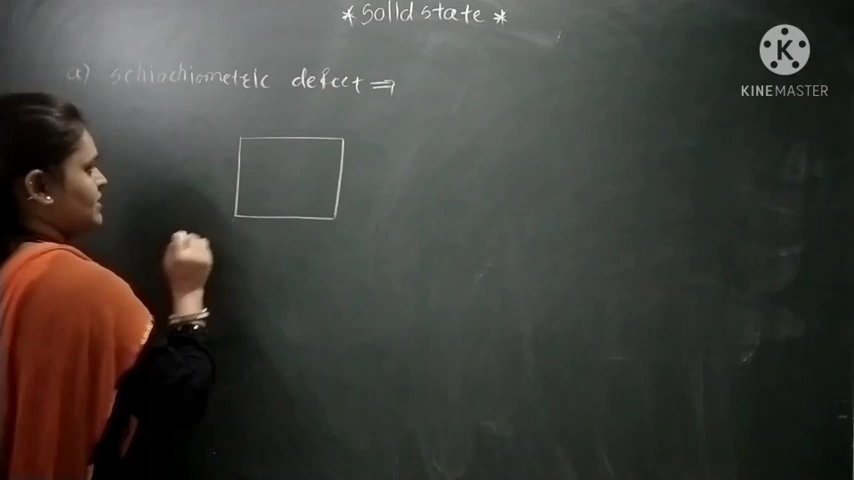 * Solid state *
a) schiochiometric defect ⇒
K
KINEMASTER